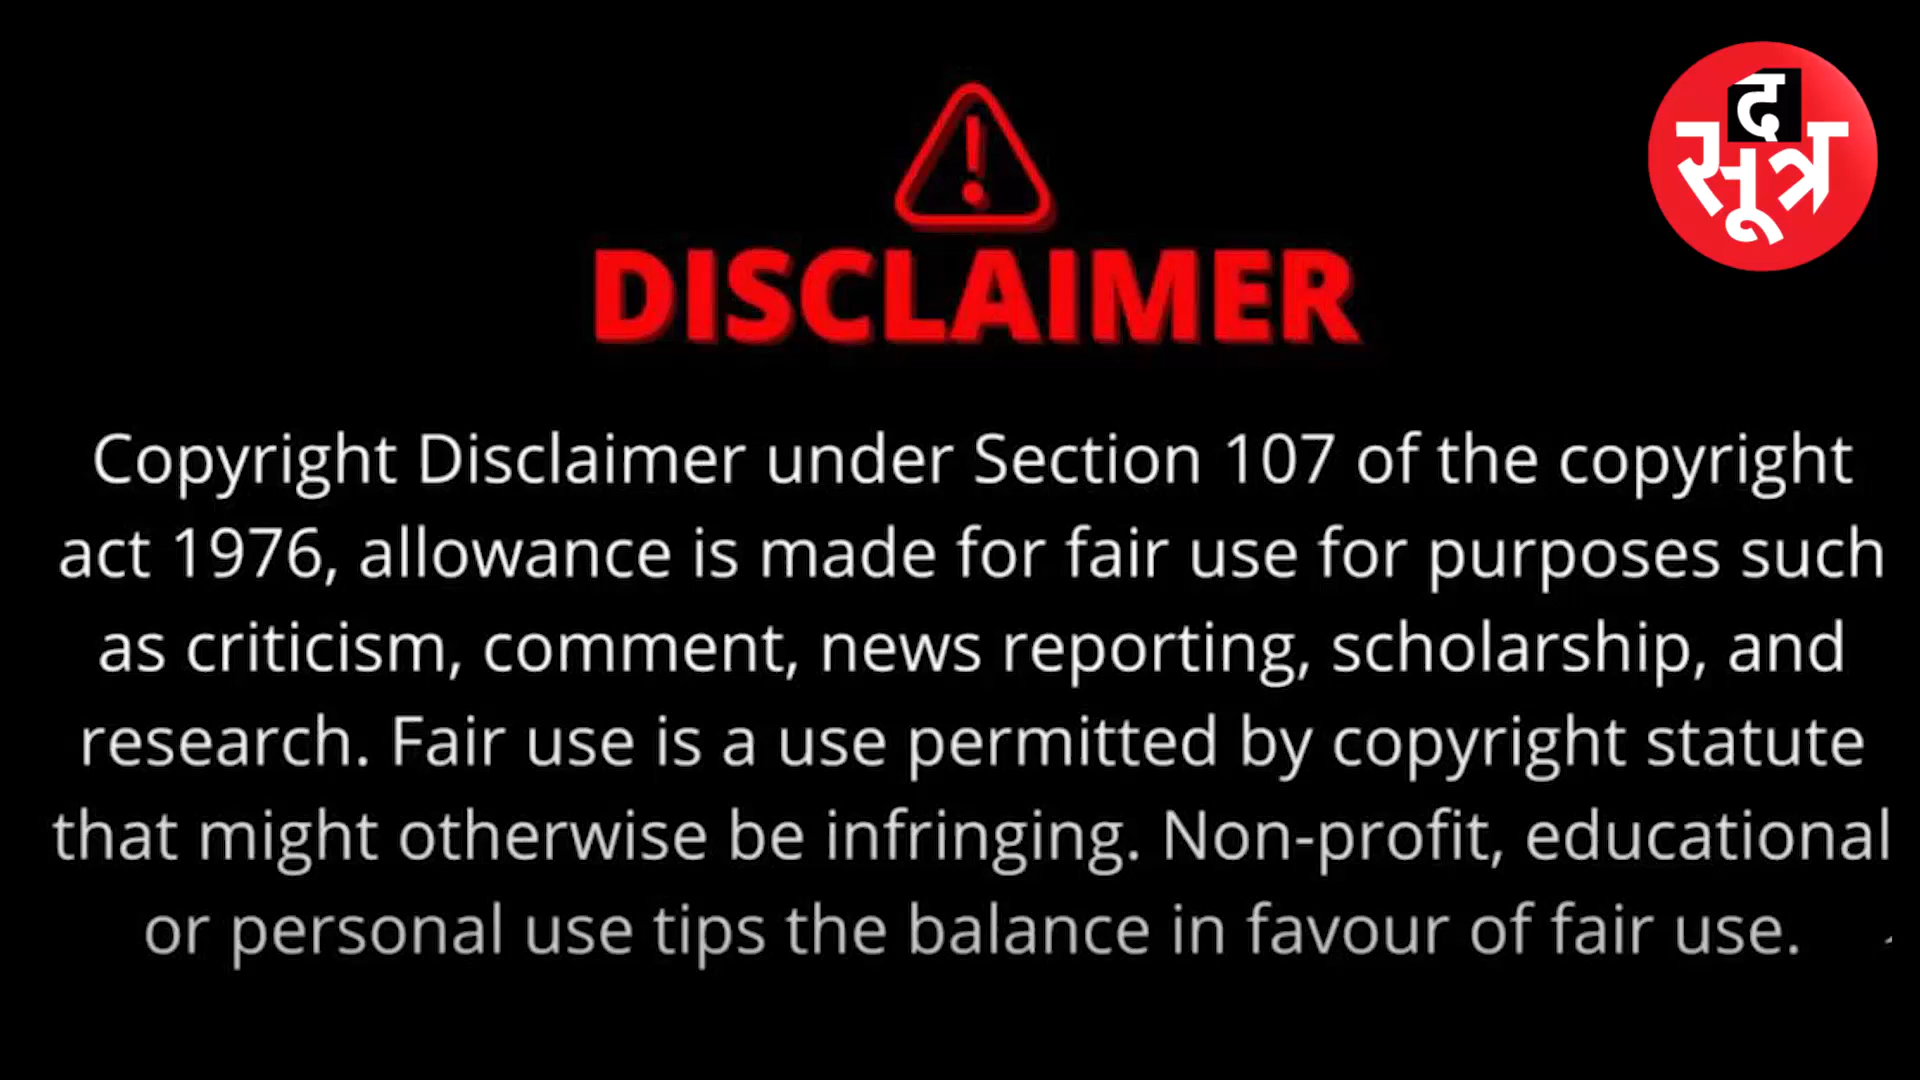 द
सूत्र
DISCLAIMER
Copyright Disclaimer under Section 107 of the copyright
act 1976, allowance is made for fair use for purposes such
as criticism, comment, news reporting, scholarship, and
research. Fair use is a use permitted by copyright statute
that might otherwise be infringing. Non-profit, educational
or personal use tips the balance in favour of fair use.